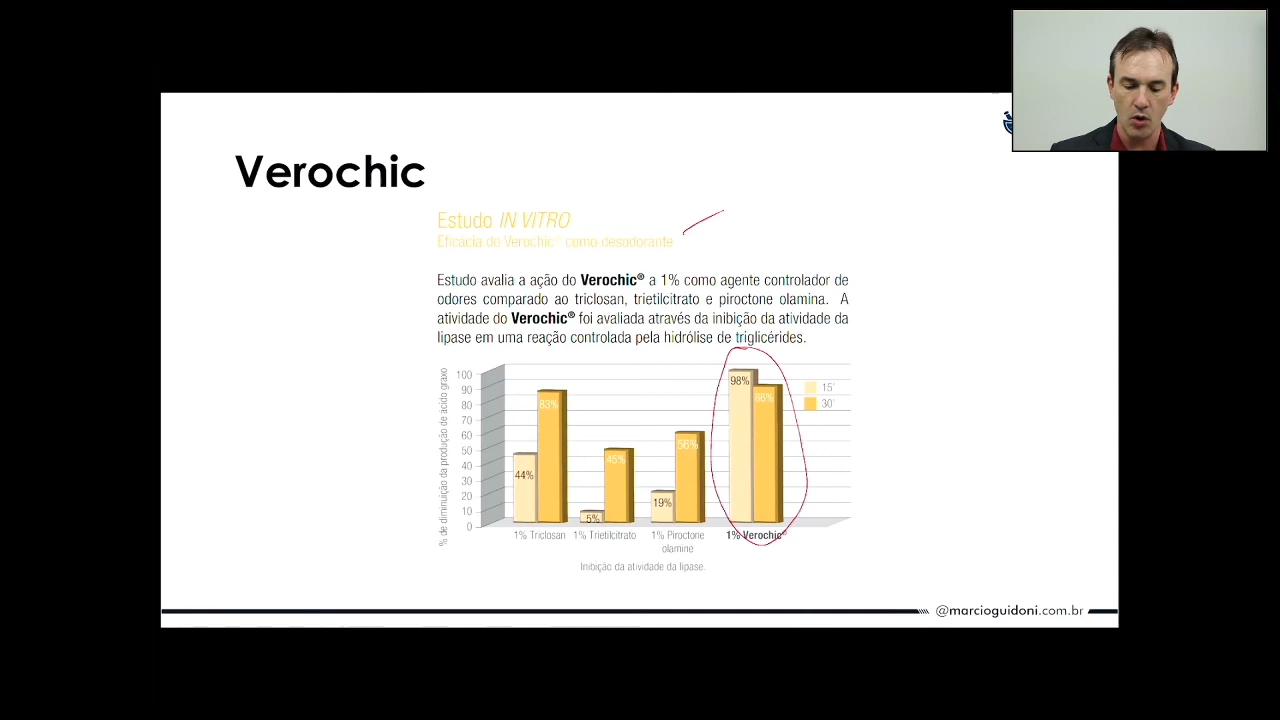 Verochic
Estudo IN VITRO
Eficácia do Verochic® como desodorante
Estudo avalia a ação do Verochic® a 1% como agente controlador de
odores comparado ao triclosan, trietilcitrato e piroctone olamina. A
atividade do Verochic® foi avaliada através da inibição da atividade da
lipase em uma reação controlada pela hidrólise de triglicérides.
% de diminuição da produção de ácido graxo
100
90
80
70
60
50
40
30
20
10
0
44%
83%
5%
45%
19%
56%
98%
86%
15'
30'
1% Triclosan
1% Trietilcitrato
1% Piroctone
olamine
1% Verochic®
Inibição da atividade da lipase.
@marcioguidoni.com.br